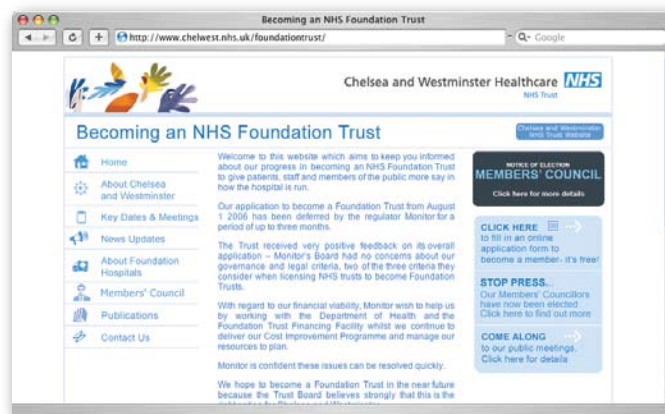 Becoming an NHS Foundation Trust
http://www.chelwest.nhs.uk/foundationtrust/
Google
Chelsea and Westminster Healthcare NHS
NHS Trust
Becoming an NHS Foundation Trust
Chelsea and Westminster
NHS Trust Website
Home
About Chelsea
and Westminster
Key Dates & Meetings
News Updates
About Foundation
Hospitals
Members' Council
Publications
Contact Us
Welcome to this website which aims to keep you informed
about our progress in becoming an NHS Foundation Trust
to give patients, staff and members of the public more say in
how the hospital is run.
Our application to become a Foundation Trust from August
1 2006 has been deferred by the regulator Monitor for a
period of up to three months.
The Trust received very positive feedback on its overall
application – Monitor's Board had no concerns about our
governance and legal criteria, two of the three criteria they
consider when licensing NHS trusts to become Foundation
Trusts.
With regard to our financial viability, Monitor wish to help us
by working with the Department of Health and the
Foundation Trust Financing Facility whilst we continue to
deliver our Cost Improvement Programme and manage our
resources to plan.
Monitor is confident these issues can be resolved quickly.
We hope to become a Foundation Trust in the near future
because the Trust Board believes strongly that this is the
NOTICE OF ELECTION
MEMBERS' COUNCIL
Click here for more details
CLICK HERE
to fill in an online
application form to
become a member- it's free!
STOP PRESS...
Our Members' Councillors
have now been elected
Click here to find out more
COME ALONG
to our public meetings.
Click here for details